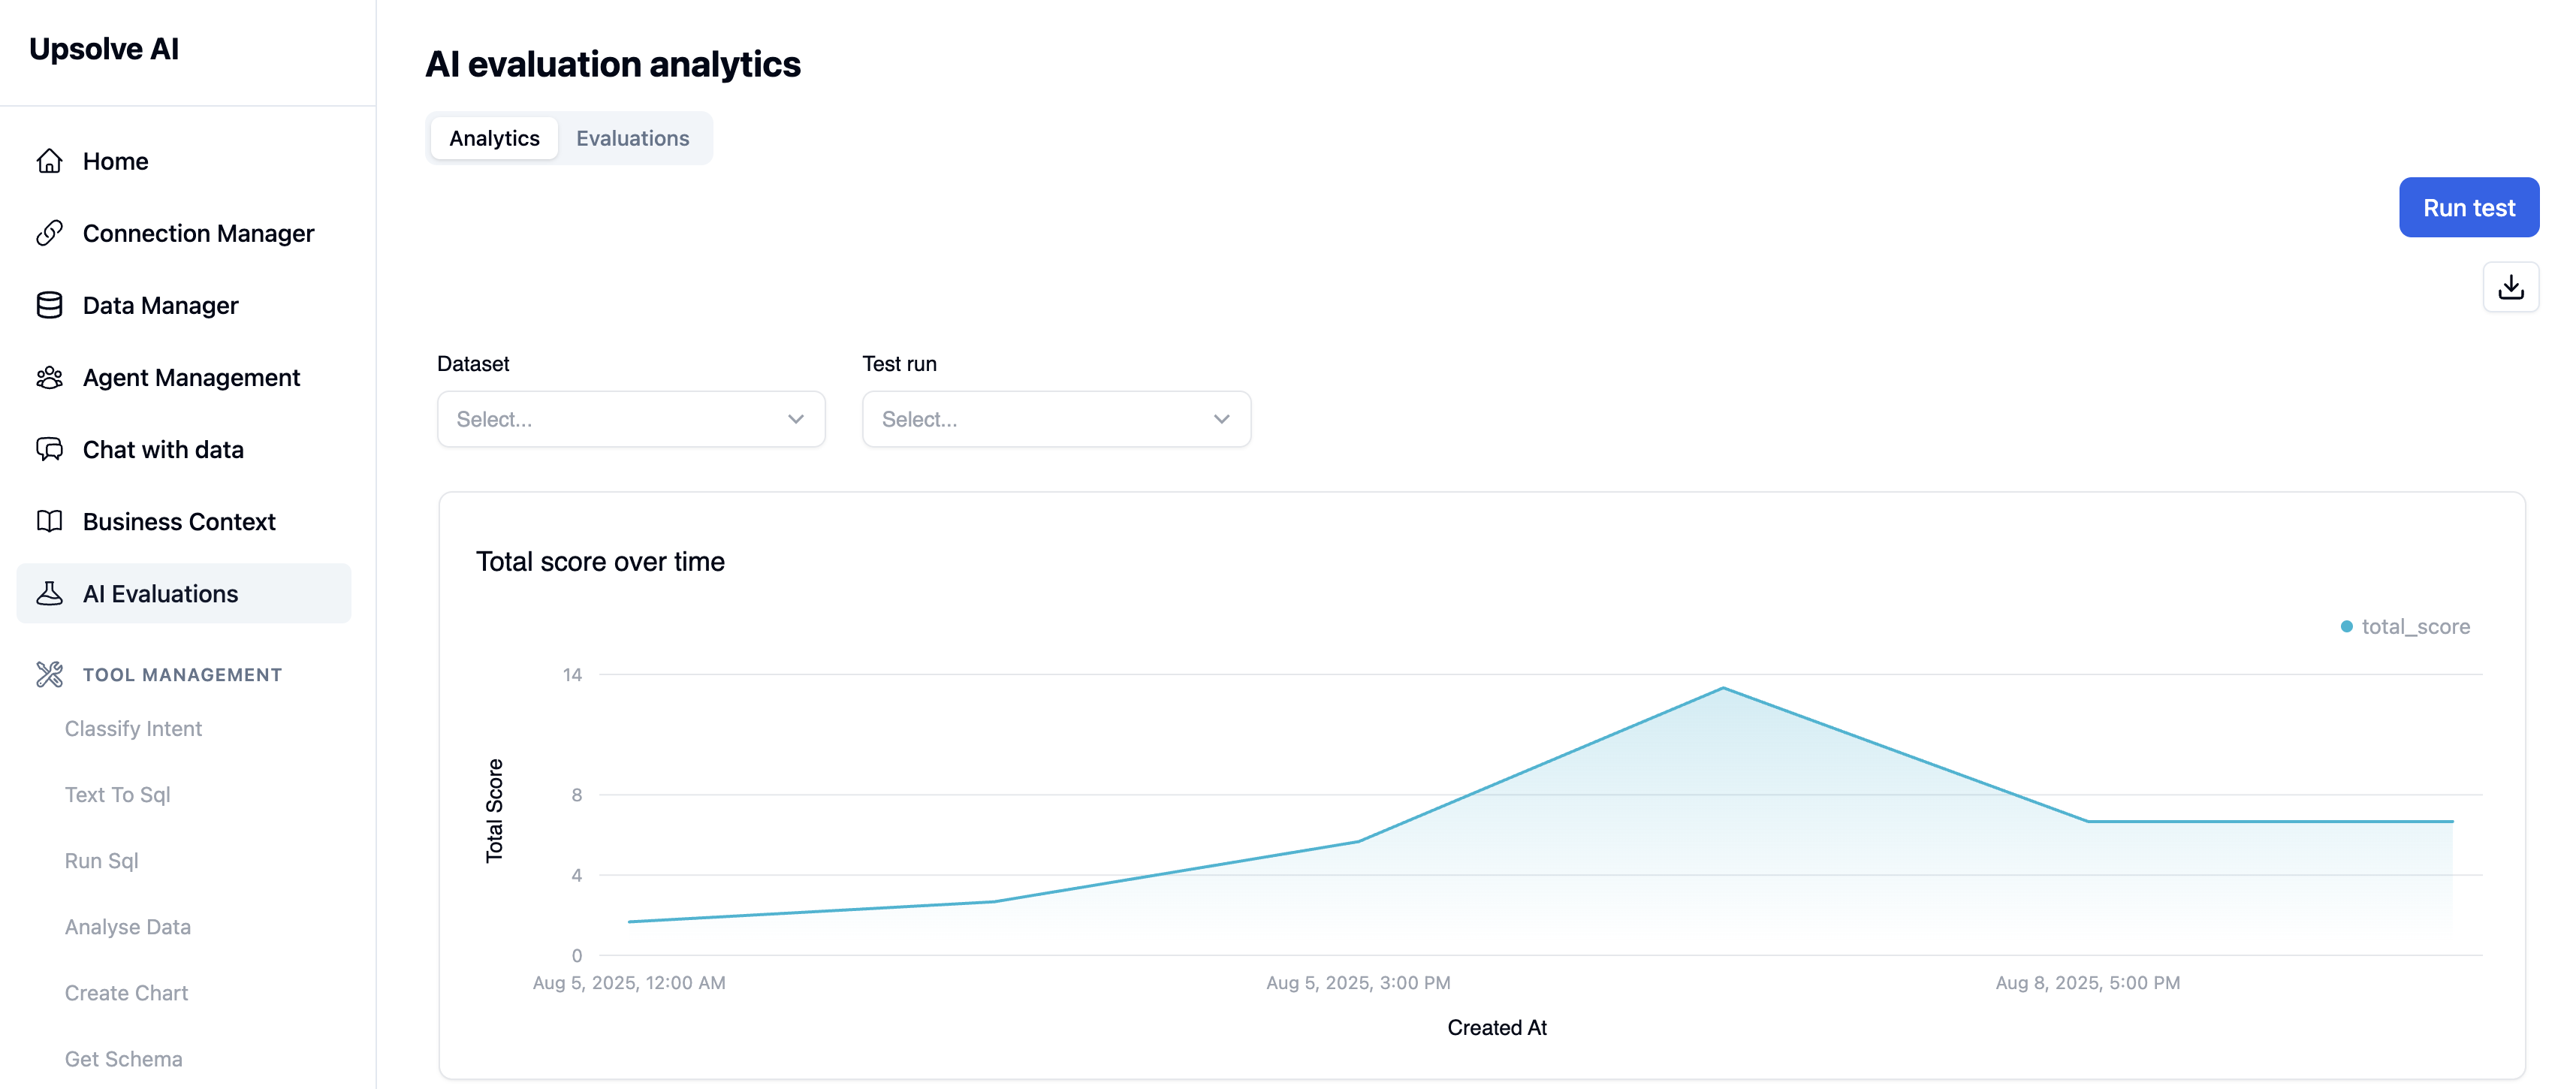 Upsolve AI
Home
Connection Manager
Data Manager
Agent Management
Chat with data
Business Context
AI Evaluations
TOOL MANAGEMENT
Classify Intent
Text To Sql
Run Sql
Analyse Data
Create Chart
Get Schema
AI evaluation analytics
Analytics Evaluations
Run test
Dataset Test run
Select... Select...
Total score over time
total_score
Total Score
14
8
4
0
Aug 5, 2025, 12:00 AM Aug 5, 2025, 3:00 PM Aug 8, 2025, 5:00 PM
Created At